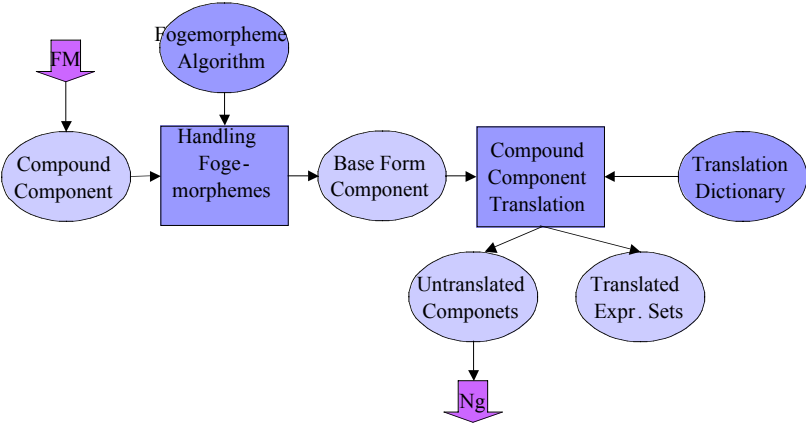 FM
Fogemorpheme
Algorithm
Compound
Component
Handling
Foge-
morphemes
Base Form
Component
Compound
Component
Translation
Translation
Dictionary
Untranslated
Componets
Translated
Expr. Sets
Ng